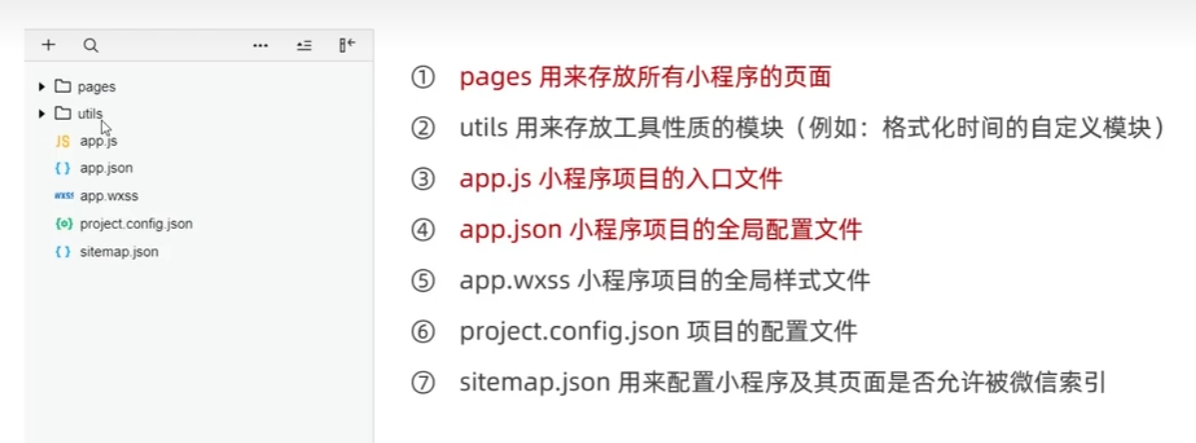 pages
utils
JS app.js
{ } app.json
wxss app.wxss
{o} project.config.json
{ } sitemap.json
① pages 用来存放所有小程序的页面
② utils 用来存放工具性质的模块（例如：格式化时间的自定义模块）
③ app.js 小程序项目的入口文件
④ app.json 小程序项目的全局配置文件
⑤ app.wxss 小程序项目的全局样式文件
⑥ project.config.json 项目的配置文件
⑦ sitemap.json 用来配置小程序及其页面是否允许被微信索引